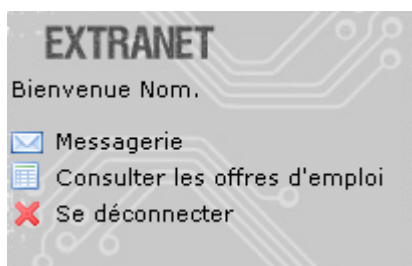 EXTRANET
Bienvenue Nom.
Messagerie
Consulter les offres d'emploi
Se déconnecter